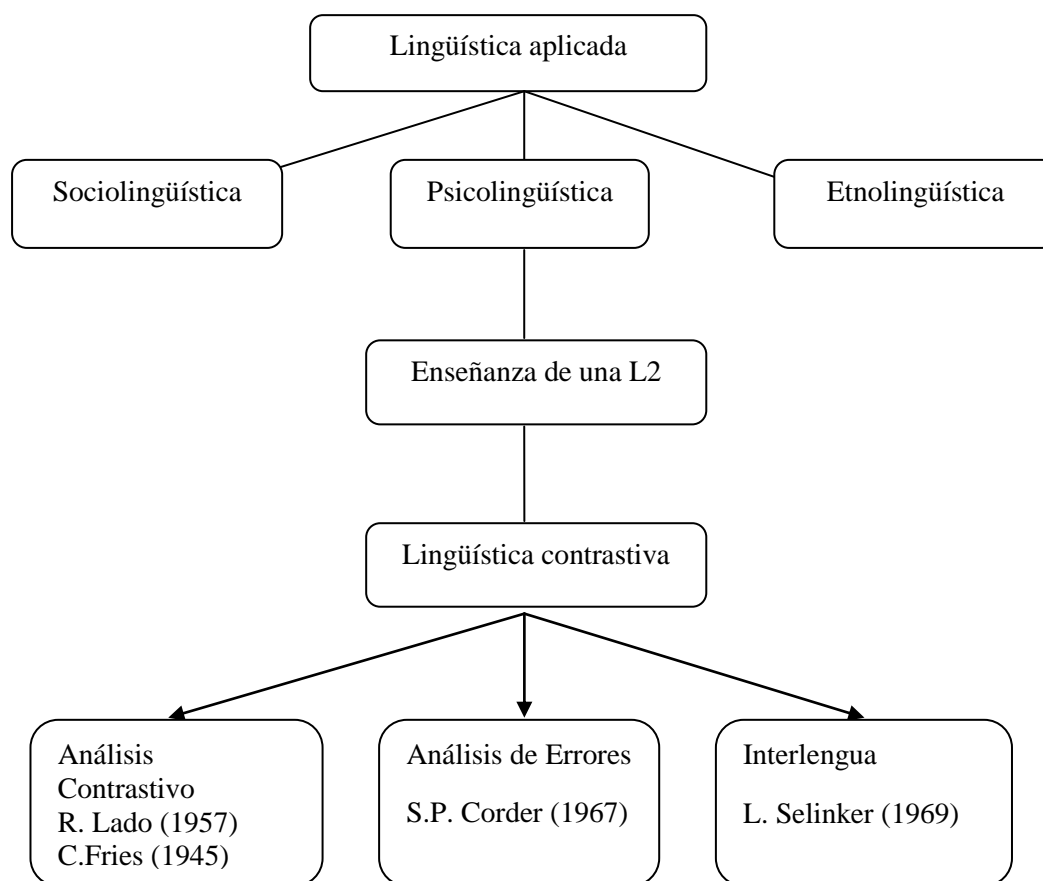 Lingüística aplicada
Sociolingüística
Psicolingüística
Etnolingüística
Enseñanza de una L2
Lingüística contrastiva
Análisis
Contrastivo
R. Lado (1957)
C.Fries (1945)
Análisis de Errores
S.P. Corder (1967)
Interlengua
L. Selinker (1969)